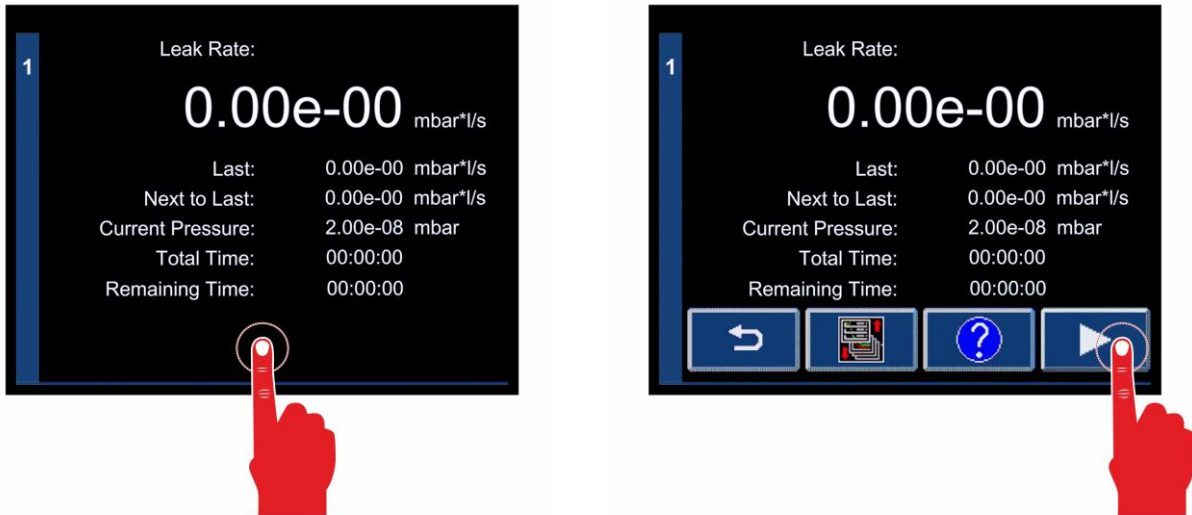 1
Leak Rate:
0.00e-00 mbar*l/s
Last: 0.00e-00 mbar*l/s
Next to Last: 0.00e-00 mbar*l/s
Current Pressure: 2.00e-08 mbar
Total Time: 00:00:00
Remaining Time: 00:00:00
1
Leak Rate:
0.00e-00 mbar*l/s
Last: 0.00e-00 mbar*l/s
Next to Last: 0.00e-00 mbar*l/s
Current Pressure: 2.00e-08 mbar
Total Time: 00:00:00
Remaining Time: 00:00:00
?